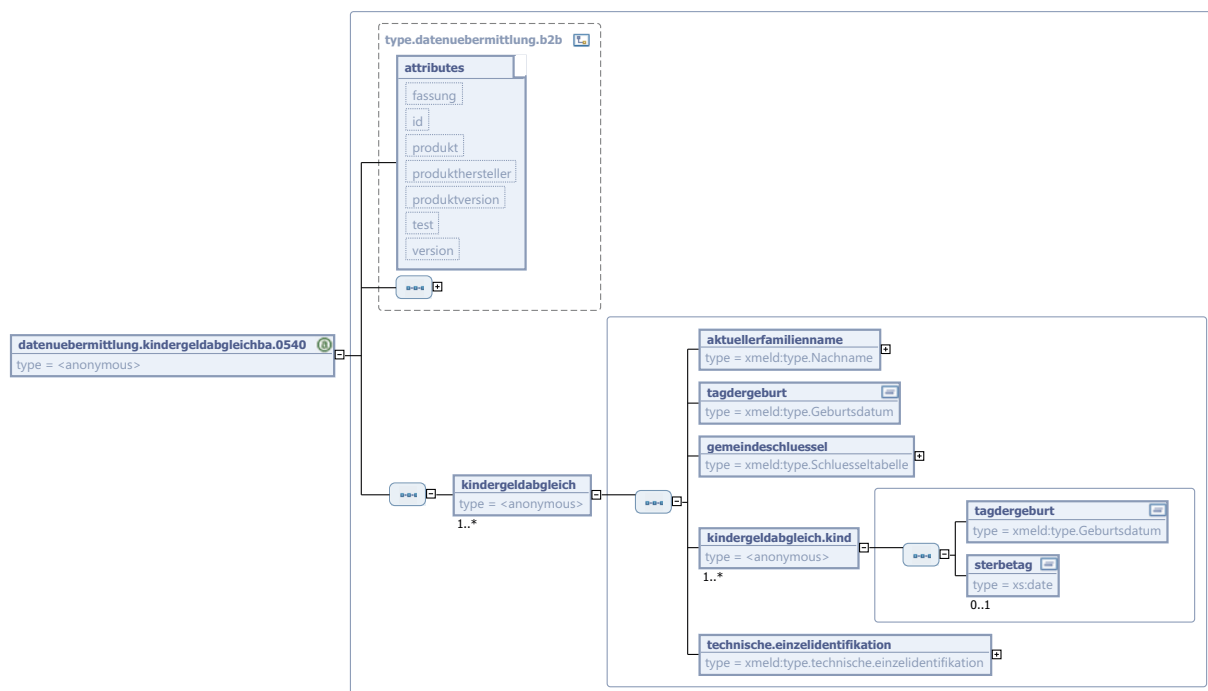 type.datenuebermittlung.b2b
attributes
fassung
id
produkt
produkthersteller
produktversion
test
version
datenuebermittlung.kindergeldabgleichba.0540
type = <anonymous>
kindergeldabgleich
type = <anonymous>
1..*
aktuellerfamilienname
type = xmeld:type.Nachname
tagdergeburt
type = xmeld:type.Geburtsdatum
gemeindeschluessel
type = xmeld:type.Schluesseltabelle
kindergeldabgleich.kind
type = <anonymous>
1..*
tagdergeburt
type = xmeld:type.Geburtsdatum
sterbetag
type = xs:date
0..1
technische.einzelidentifikation
type = xmeld:type.technische.einzelidentifikation